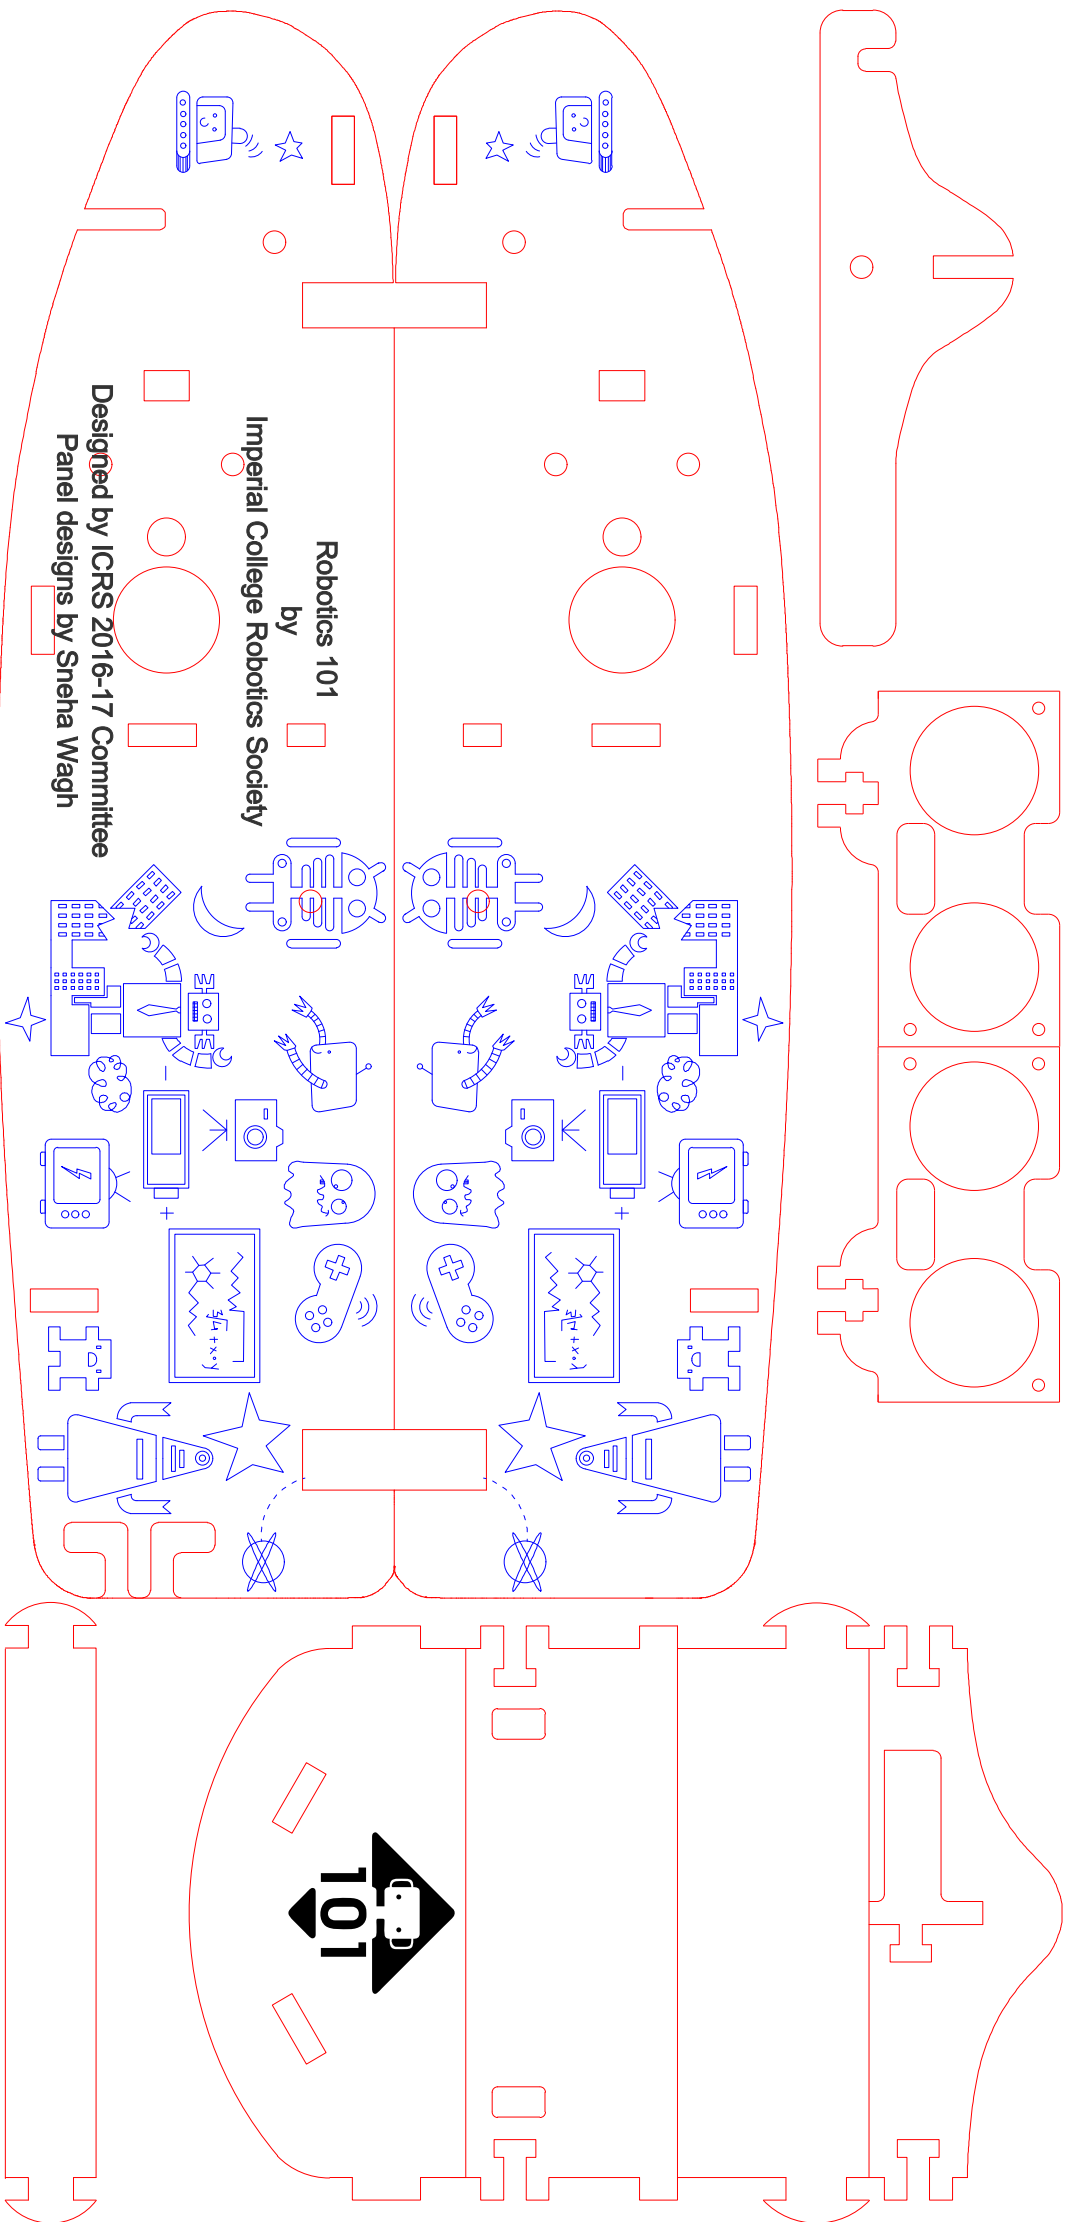 Robotics 101
by
Imperial College Robotics Society
Designed by ICRS 2016-17 Committee
Panel designs by Sneha Wagh
101